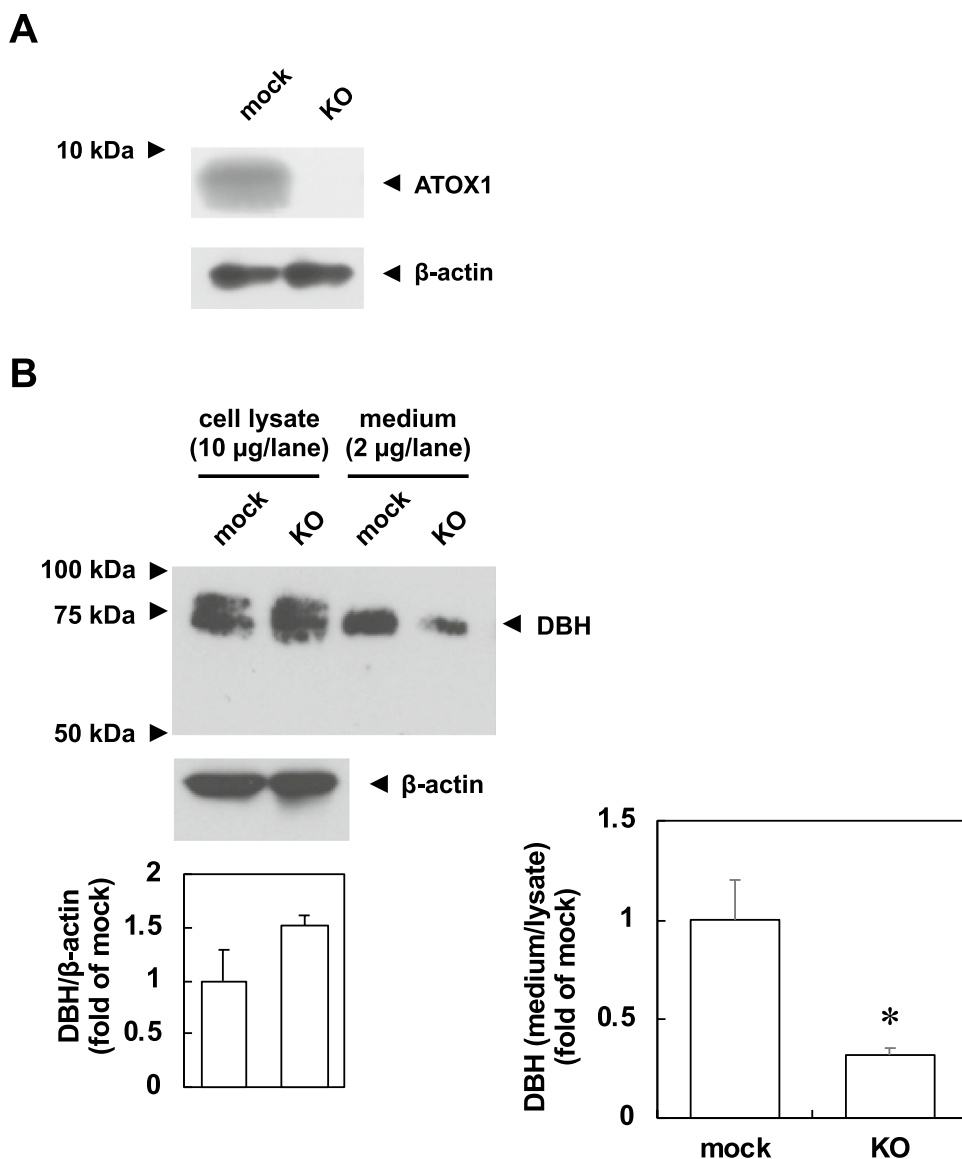 A
mock KO
10 kDa
ATOX1
β-actin
B
cell lysate medium
(10 µg/lane) (2 µg/lane)
mock KO mock KO
100 kDa
75 kDa
DBH
50 kDa
β-actin
DBH/β-actin
(fold of mock)
2
1.5
1
0.5
0
DBH (medium/lysate)
(fold of mock)
1.5
1
0.5
0
*
mock KO